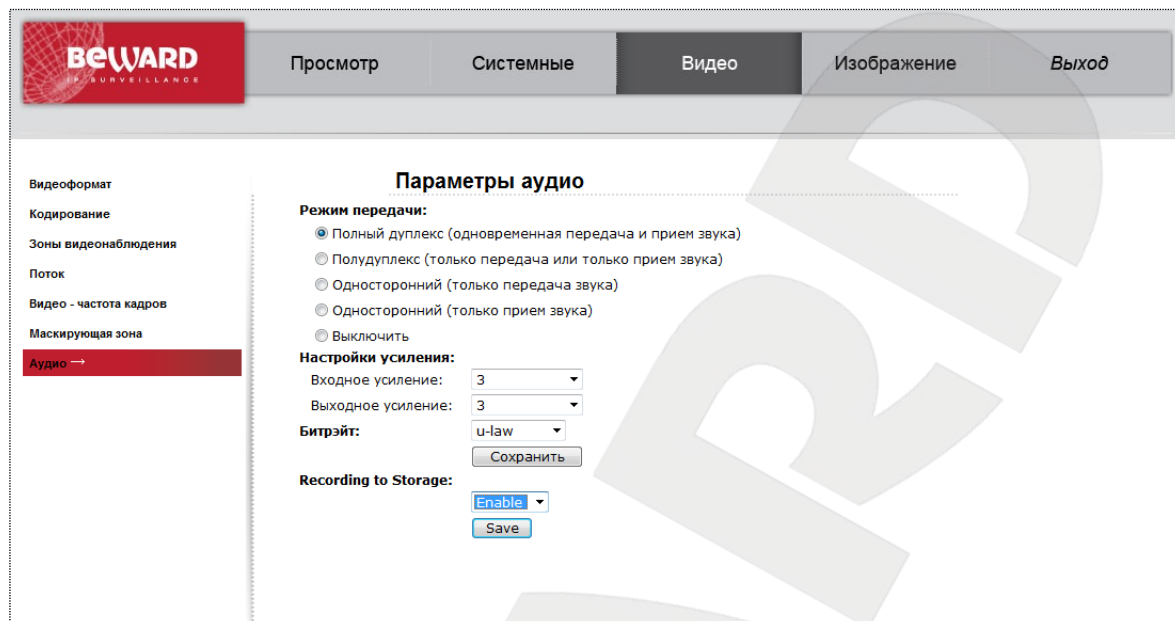 BEWARD
IP SURVEILLANCE
Просмотр
Системные
Видео
Изображение
Выход
Видеоформат
Кодирование
Зоны видеонаблюдения
Поток
Видео - частота кадров
Маскирующая зона
Аудио →
Параметры аудио
Режим передачи:
Полный дуплекс (одновременная передача и прием звука)
Полудуплекс (только передача или только прием звука)
Односторонний (только передача звука)
Односторонний (только прием звука)
Выключить
Настройки усиления:
Входное усиление: 3
Выходное усиление: 3
Битрэйт: u-law
Сохранить
Recording to Storage:
Enable
Save